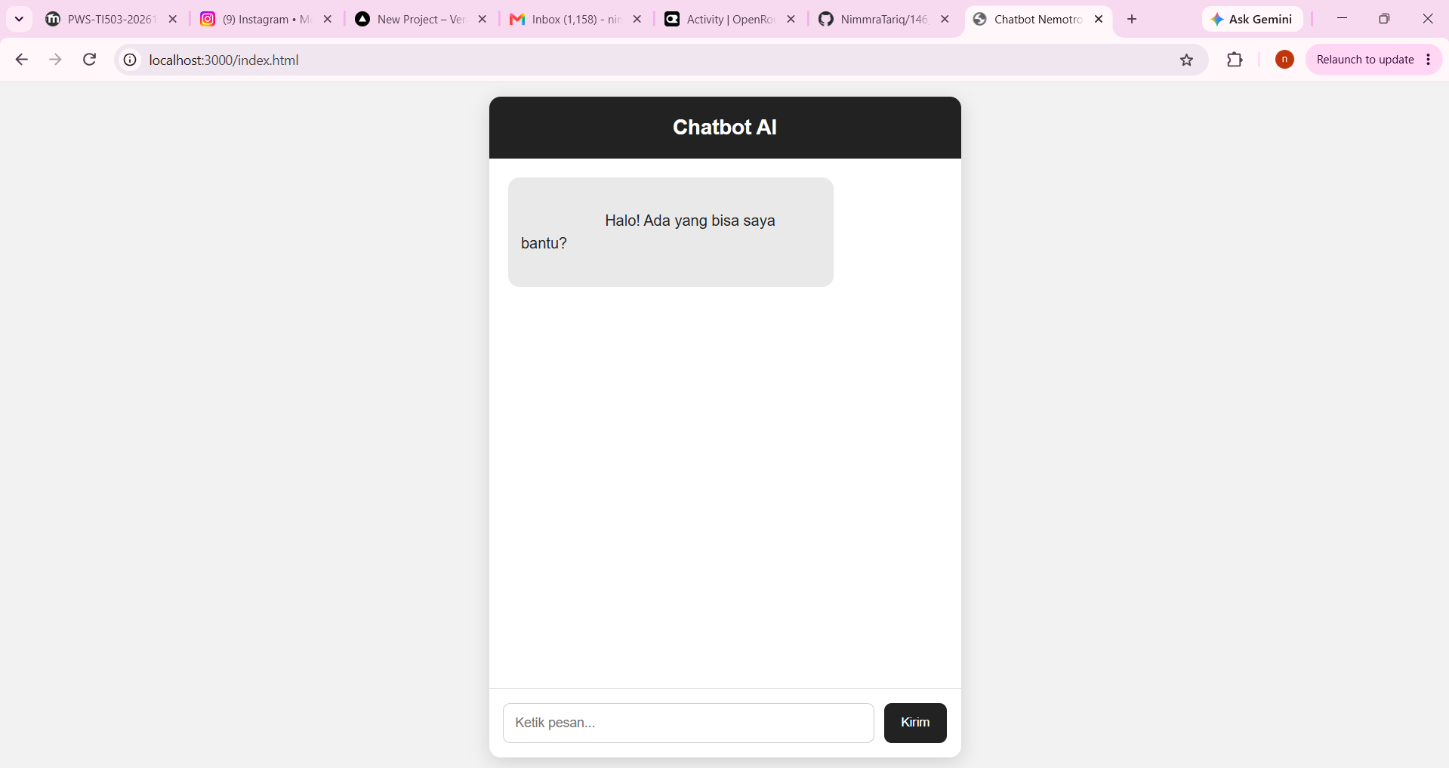 PWS-TI503-20261
(9) Instagram • M
New Project – Ver
Inbox (1,158) - nin
Activity | OpenRo
NimmraTariq/146
Chatbot Nemotro
Ask Gemini
localhost:3000/index.html
n
Relaunch to update
Chatbot AI
Halo! Ada yang bisa saya
bantu?
Ketik pesan...
Kirim